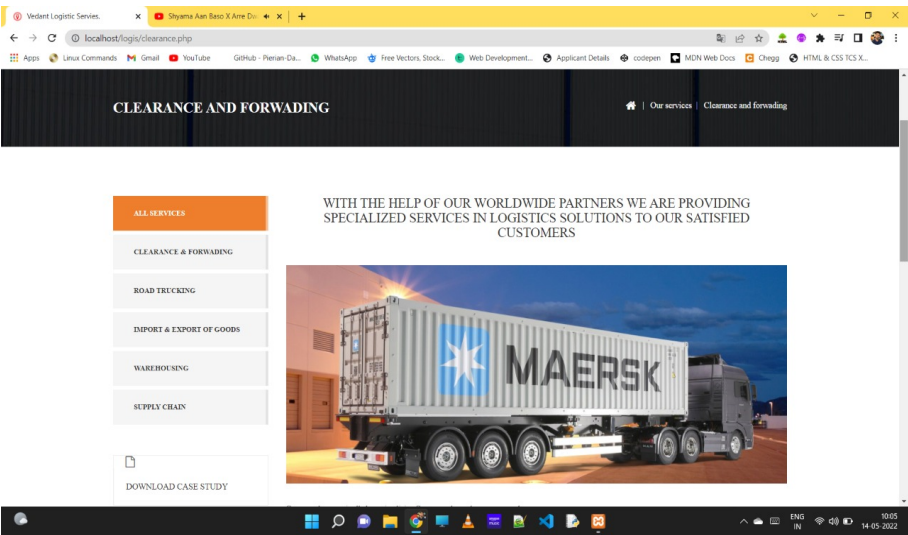 Vedant Logistic Servies.
Shyama Aan Baso X Arre Dw
localhost/logis/clearance.php
Apps
Linux Commands
Gmail
YouTube
GitHub - Pierian-Da...
WhatsApp
Free Vectors, Stock...
Web Development...
Applicant Details
codepen
MDN Web Docs
Chegg
HTML & CSS TCS X...
CLEARANCE AND FORWADING
| Our services | Clearance and forwading
ALL SERVICES
CLEARANCE & FORWADING
ROAD TRUCKING
IMPORT & EXPORT OF GOODS
WAREHOUSING
SUPPLY CHAIN
DOWNLOAD CASE STUDY
WITH THE HELP OF OUR WORLDWIDE PARTNERS WE ARE PROVIDING
SPECIALIZED SERVICES IN LOGISTICS SOLUTIONS TO OUR SATISFIED
CUSTOMERS
MAERSK
ENG
IN
10:05
14-05-2022